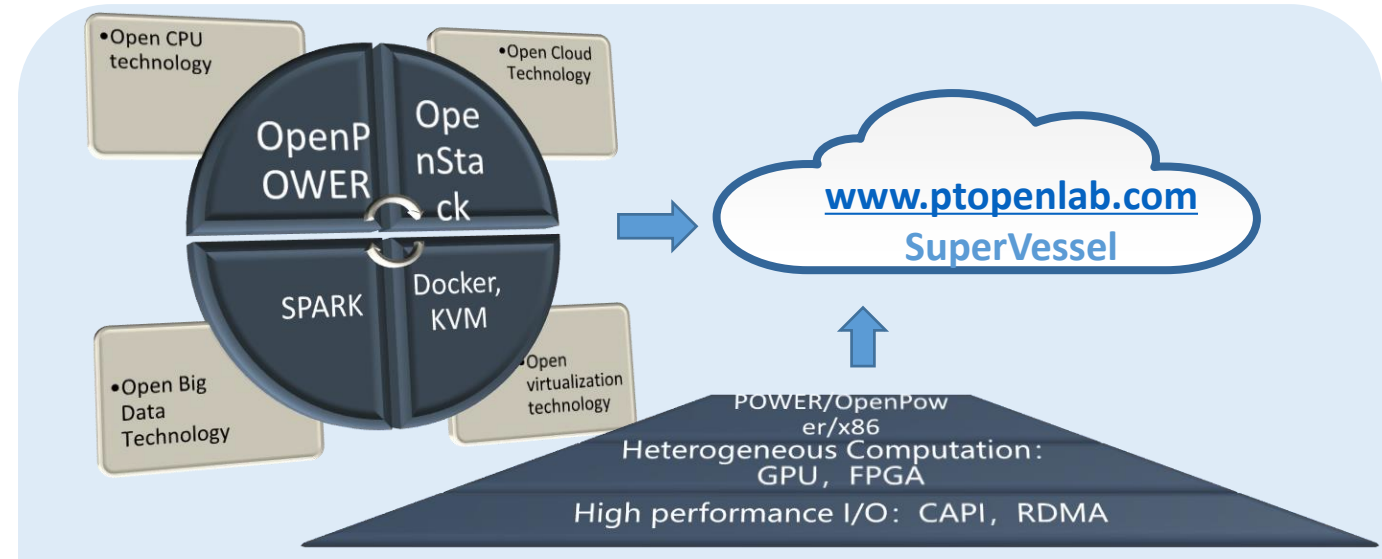 •Open CPU
technology
•Open Cloud
Technology
OpenP
OWER
Ope
nSta
ck
SPARK
Docker,
KVM
•Open Big
Data
Technology
•Open
virtualization
technology
www.ptopenlab.com
SuperVessel
POWER/OpenPow
er/x86
Heterogeneous Computation：
GPU，FPGA
High performance I/O：CAPI，RDMA